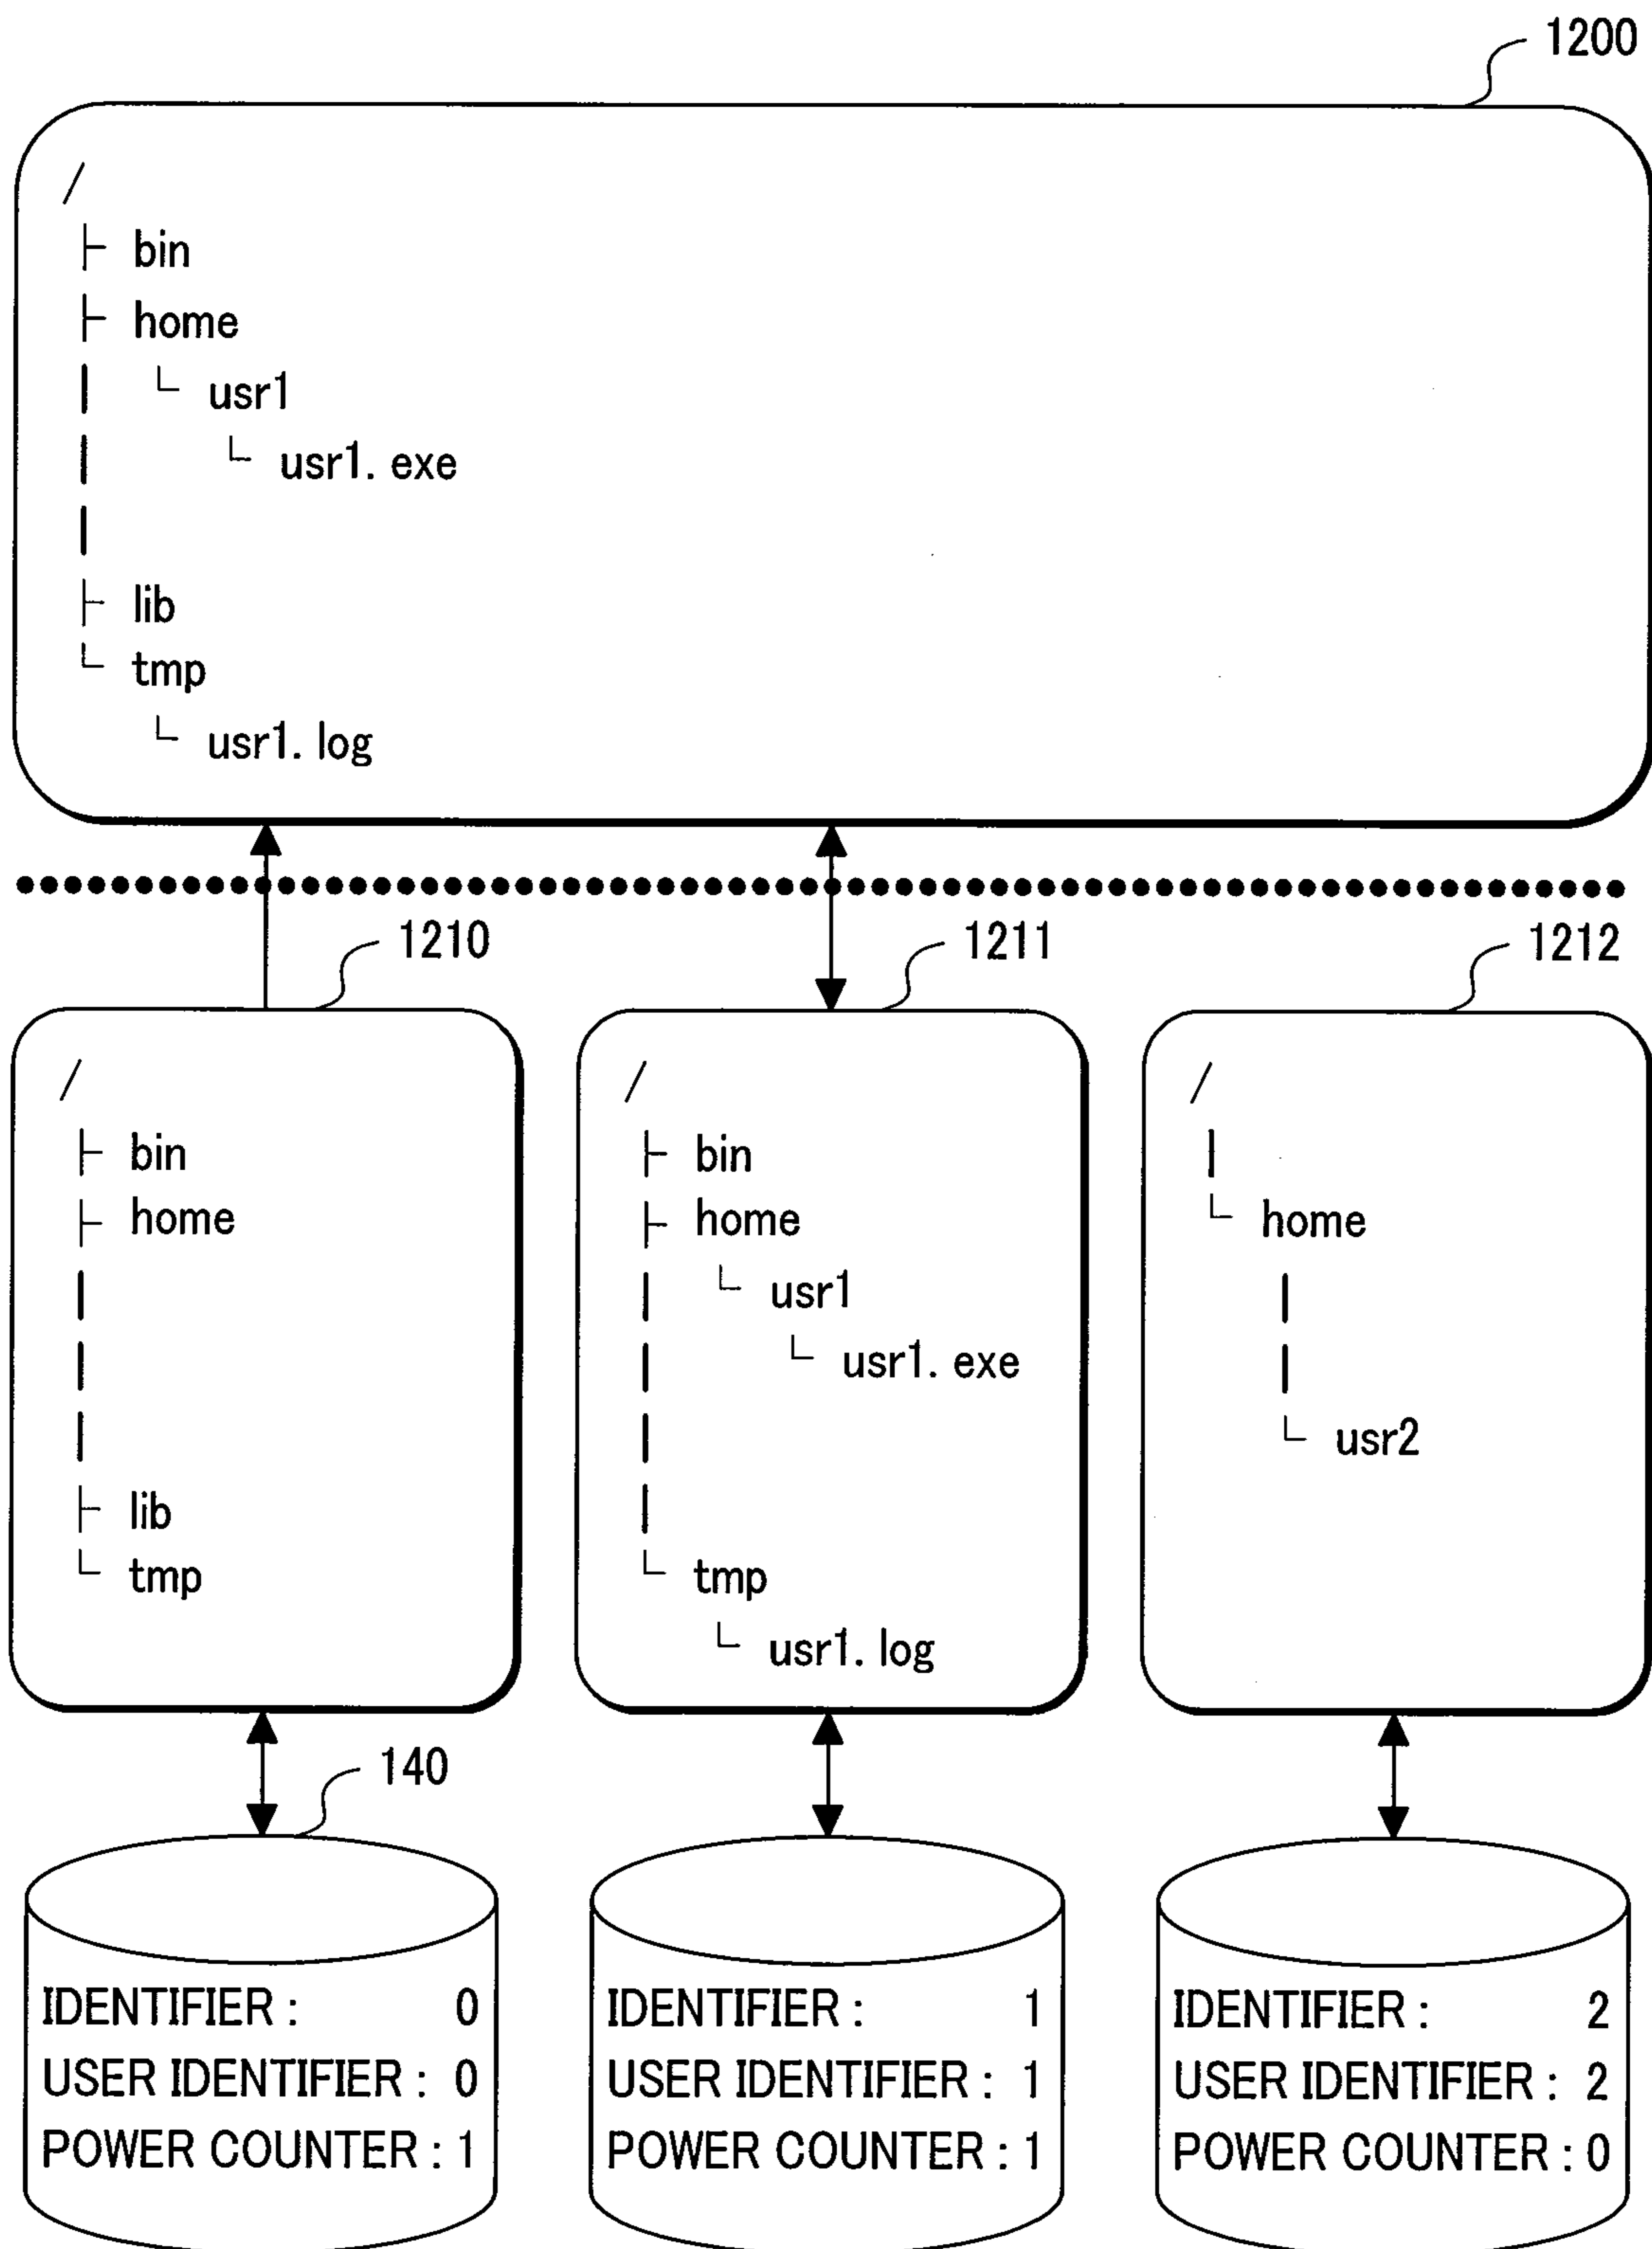 1200
/
├ bin
├ home
│ └ usr1
│ └ usr1. exe
│
├ lib
└ tmp
└ usr1. log
1210
1211
1212
/
├ bin
├ home
│
│
│
├ lib
└ tmp
/
├ bin
├ home
│ └ usr1
│ └ usr1. exe
│
│
└ tmp
└ usr1. log
/
│
└ home
│
│
└ usr2
140
IDENTIFIER : 0
USER IDENTIFIER : 0
POWER COUNTER : 1
IDENTIFIER : 1
USER IDENTIFIER : 1
POWER COUNTER : 1
IDENTIFIER : 2
USER IDENTIFIER : 2
POWER COUNTER : 0